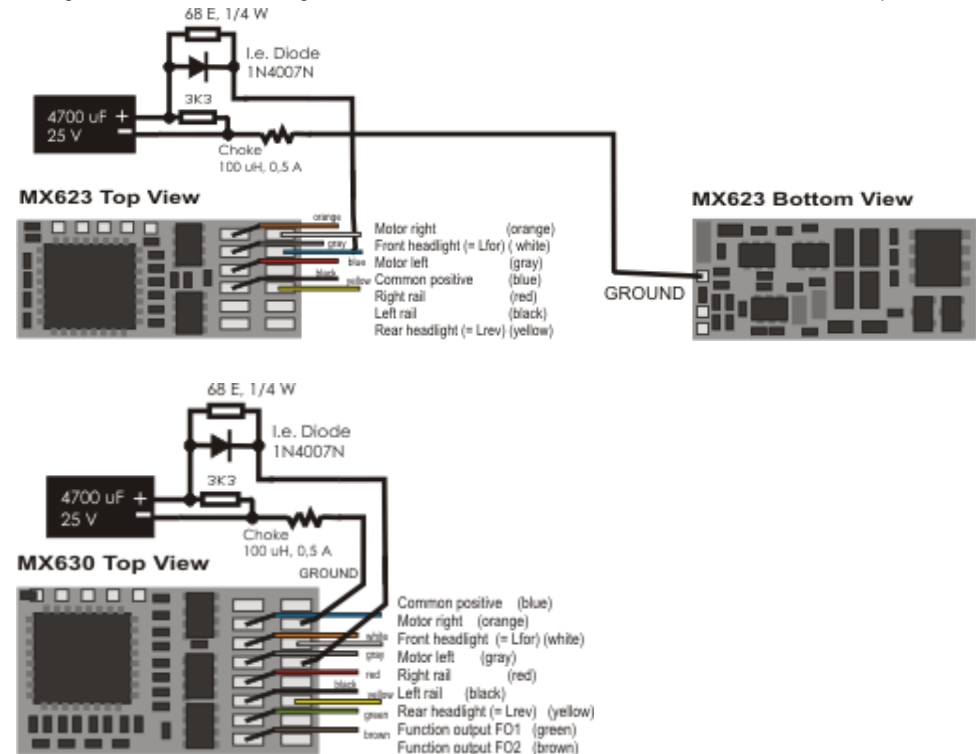 68 E, 1/4 W
I.e. Diode
1N4007N
3K3
4700 uF +
25 V −
Choke
100 uH, 0,5 A
MX623 Top View
MX623 Bottom View
orange
gray
blue
black
yellow
Motor right (orange)
Front headlight (= Lfor) ( white)
Motor left (gray)
Common positive (blue)
Right rail (red)
Left rail (black)
Rear headlight (= Lrev) (yellow)
GROUND
68 E, 1/4 W
I.e. Diode
1N4007N
3K3
4700 uF +
25 V −
Choke
100 uH, 0,5 A
GROUND
MX630 Top View
white
gray
red
black
yellow
green
brown
Common positive (blue)
Motor right (orange)
Front headlight (= Lfor) (white)
Motor left (gray)
Right rail (red)
Left rail (black)
Rear headlight (= Lrev) (yellow)
Function output FO1 (green)
Function output FO2 (brown)